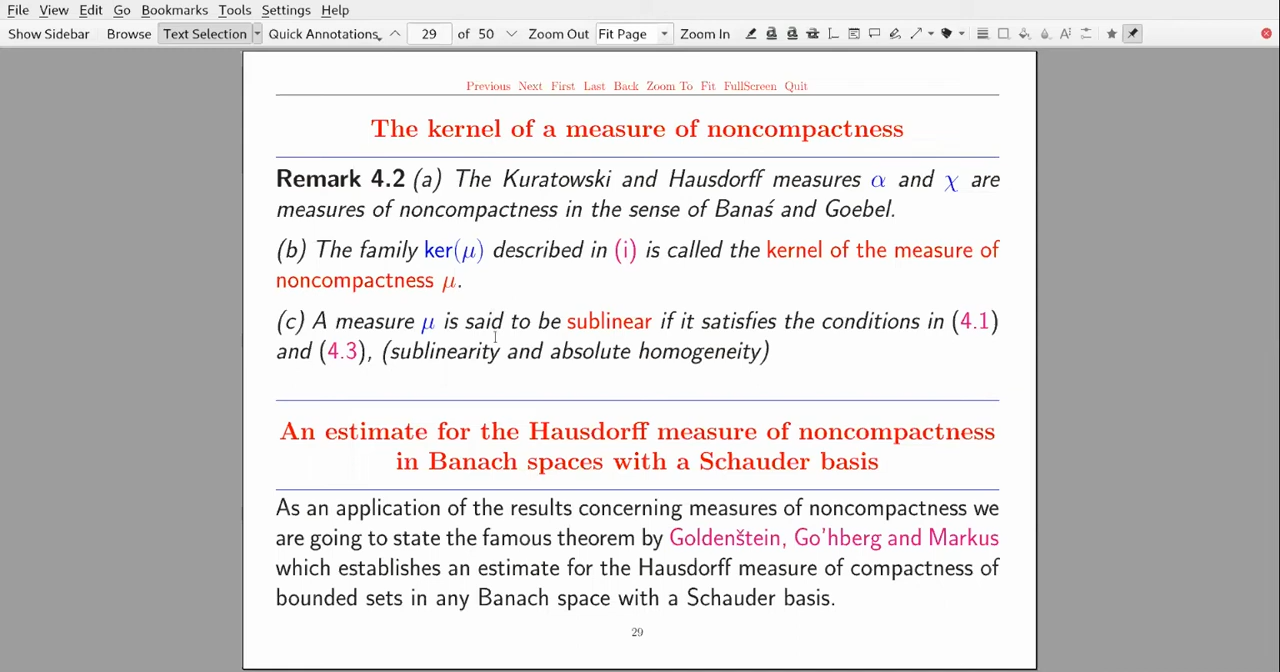 File View Edit Go Bookmarks Tools Settings Help
Show Sidebar Browse Text Selection Quick Annotations 29 of 50 Zoom Out Fit Page Zoom In
Previous Next First Last Back Zoom To Fit FullScreen Quit
The kernel of a measure of noncompactness
Remark 4.2 (a) The Kuratowski and Hausdorff measures α and χ are
measures of noncompactness in the sense of Banaś and Goebel.
(b) The family ker(μ) described in (i) is called the kernel of the measure of
noncompactness μ.
(c) A measure μ is said to be sublinear if it satisfies the conditions in (4.1)
and (4.3), (sublinearity and absolute homogeneity)
An estimate for the Hausdorff measure of noncompactness
in Banach spaces with a Schauder basis
As an application of the results concerning measures of noncompactness we
are going to state the famous theorem by Goldenštein, Go'hberg and Markus
which establishes an estimate for the Hausdorff measure of compactness of
bounded sets in any Banach space with a Schauder basis.
29